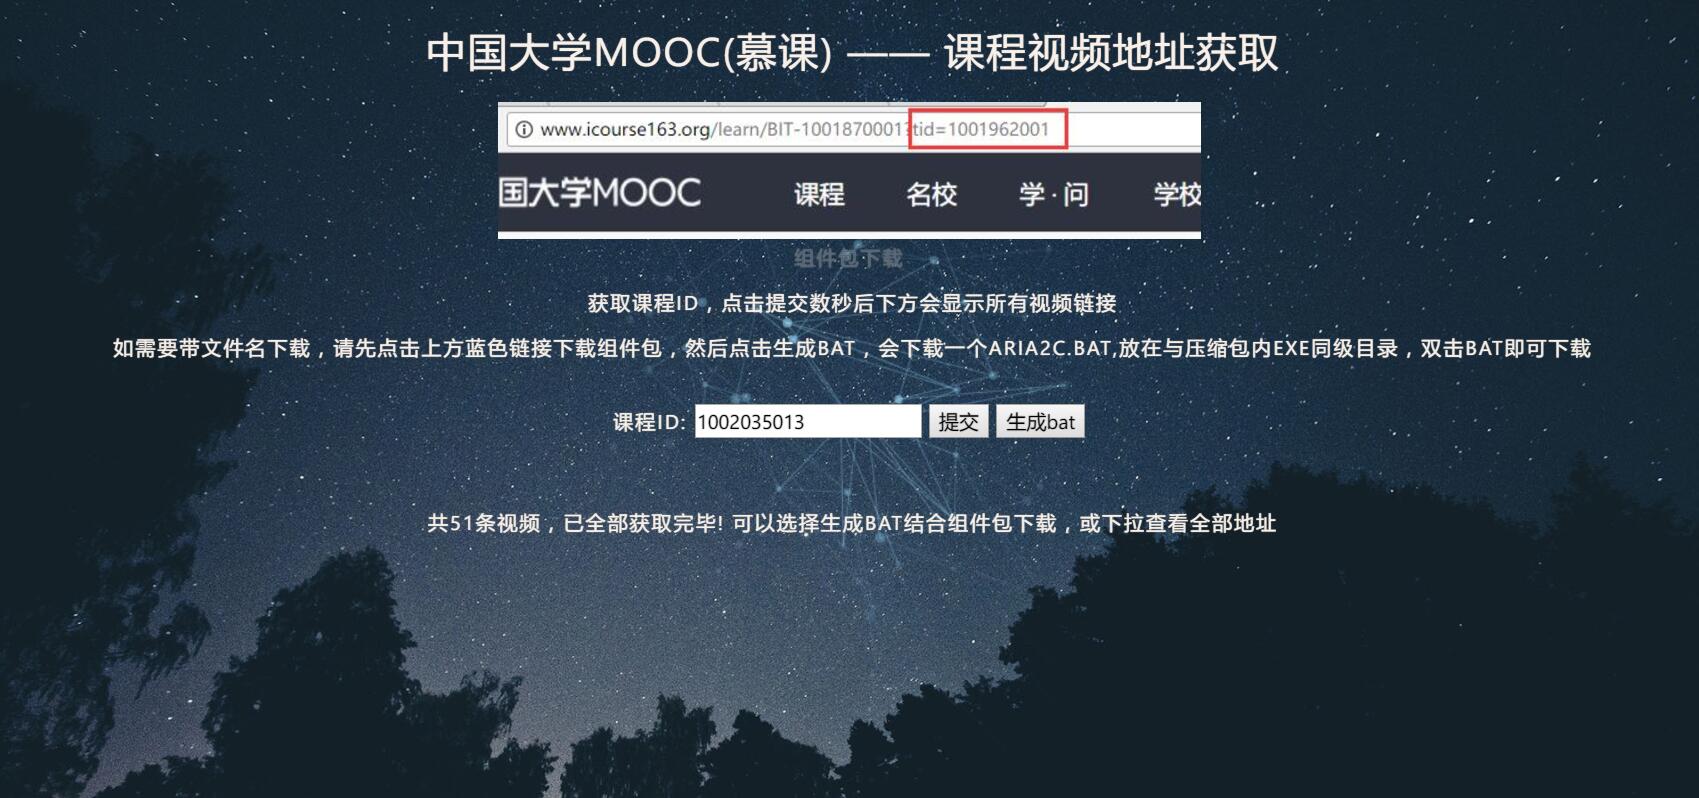 中国大学MOOC(慕课) —— 课程视频地址获取
www.icourse163.org/learn/BIT-1001870001?tid=1001962001
国大学MOOC 课程 名校 学·问 学校
组件包下载
获取课程ID，点击提交数秒后下方会显示所有视频链接
如需要带文件名下载，请先点击上方蓝色链接下载组件包，然后点击生成BAT，会下载一个ARIA2C.BAT,放在与压缩包内EXE同级目录，双击BAT即可下载
课程ID: 1002035013 提交 生成bat
共51条视频，已全部获取完毕! 可以选择生成BAT结合组件包下载，或下拉查看全部地址